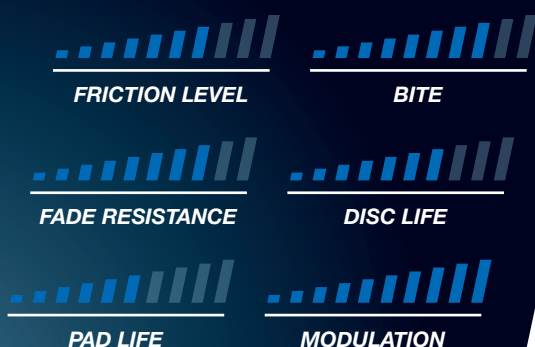 FRICTION LEVEL
BITE
FADE RESISTANCE
DISC LIFE
PAD LIFE
MODULATION